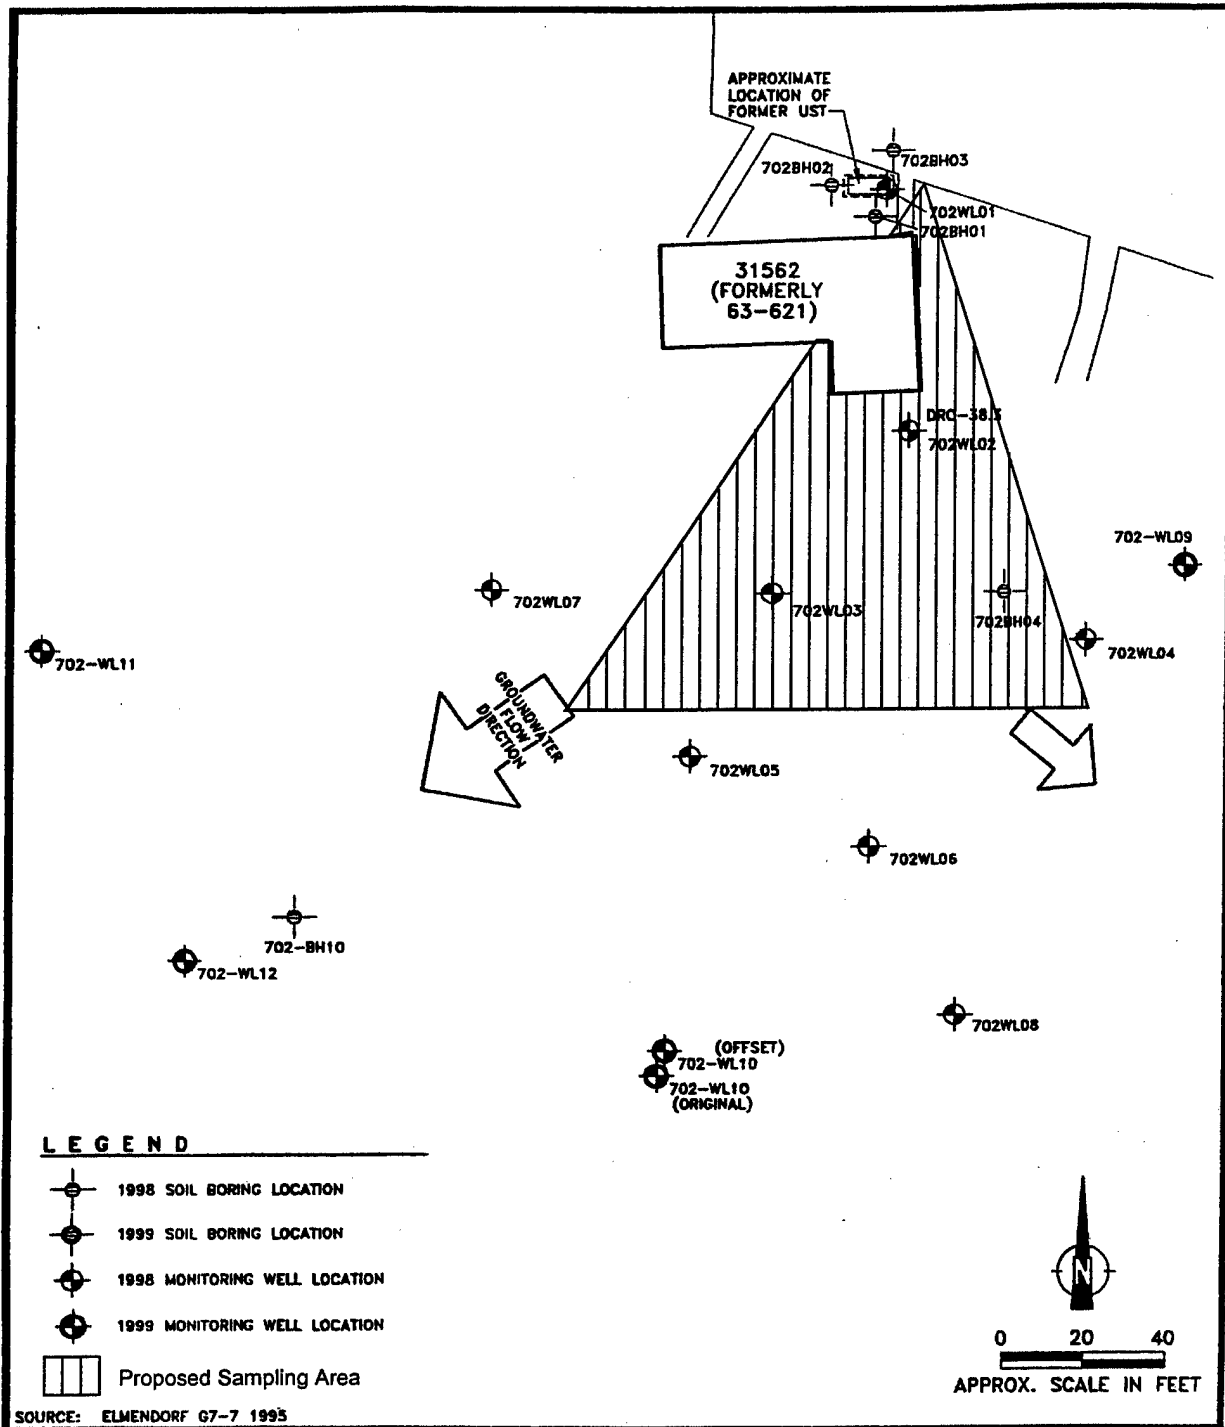 APPROXIMATE
LOCATION OF
FORMER UST
702BH03
702BH02
702WL01
702BH01
31562
(FORMERLY
63-621)
DRO-38.3
702WL02
702-WL09
702WL07
702WL03
702BH04
702WL04
702-WL11
GROUNDWATER
FLOW
DIRECTION
702WL05
702WL06
702-BH10
702-WL12
702WL08
(OFFSET)
702-WL10
702-WL10
(ORIGINAL)
LEGEND
1998 SOIL BORING LOCATION
1999 SOIL BORING LOCATION
1998 MONITORING WELL LOCATION
1999 MONITORING WELL LOCATION
Proposed Sampling Area
N
0 20 40
APPROX. SCALE IN FEET
SOURCE: ELMENDORF G7-7 1995